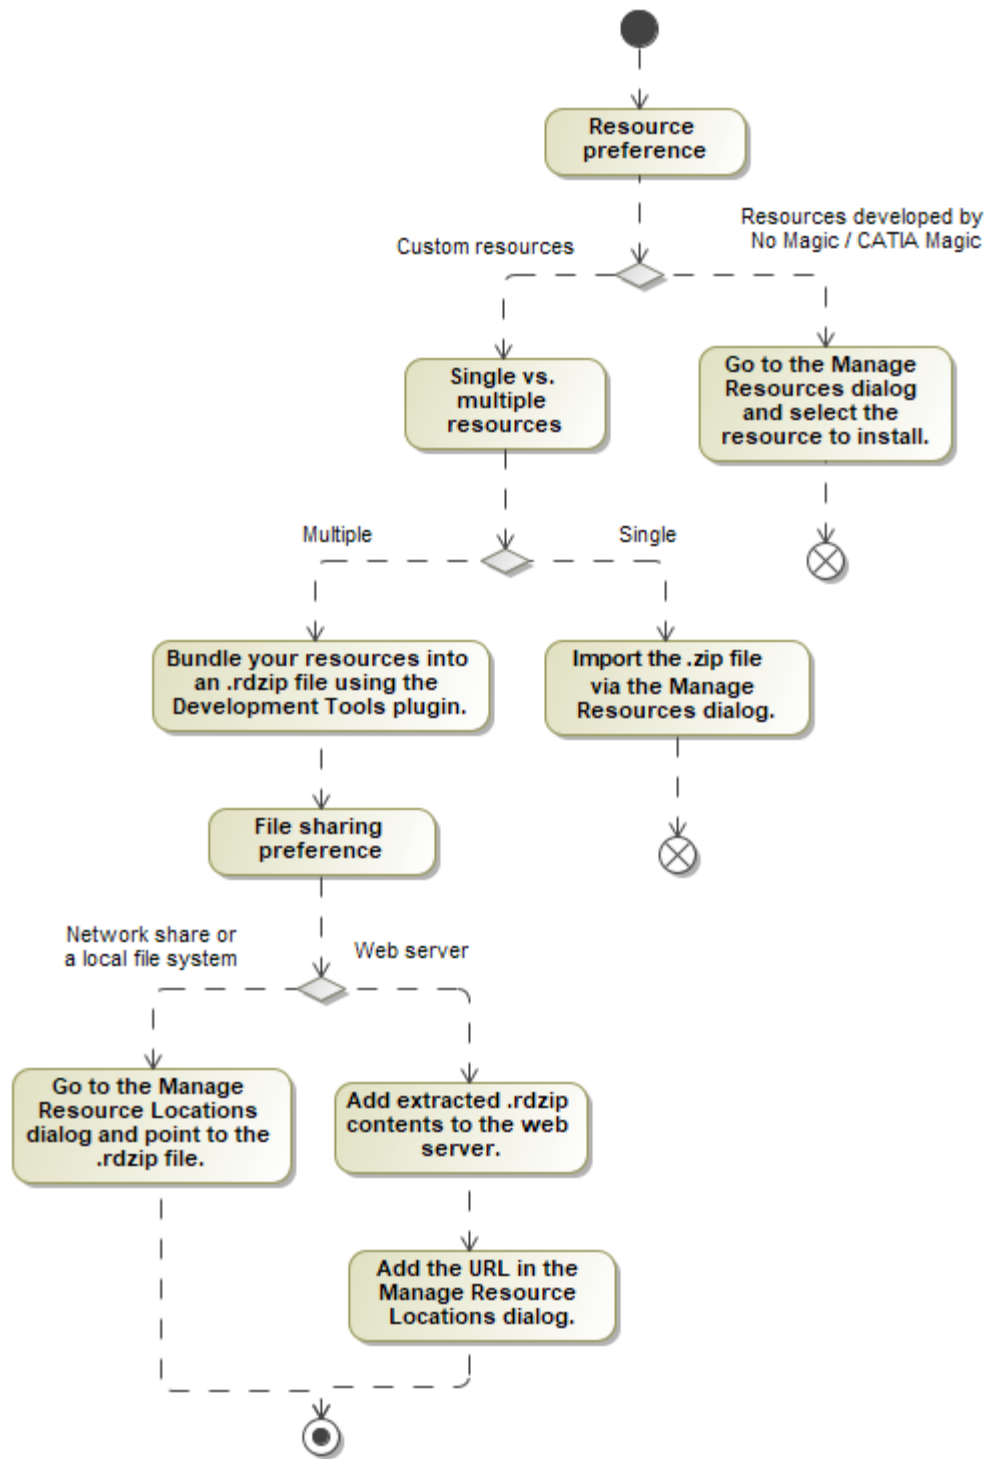 Resource
preference
Resources developed by
No Magic / CATIA Magic
Custom resources
Single vs.
multiple
resources
Go to the Manage
Resources dialog
and select the
resource to install.
Multiple
Single
Bundle your resources into
an .rdzip file using the
Development Tools plugin.
Import the .zip file
via the Manage
Resources dialog.
File sharing
preference
Network share or
a local file system
Web server
Go to the Manage
Resource Locations
dialog and point to the
.rdzip file.
Add extracted .rdzip
contents to the web
server.
Add the URL in the
Manage Resource
Locations dialog.